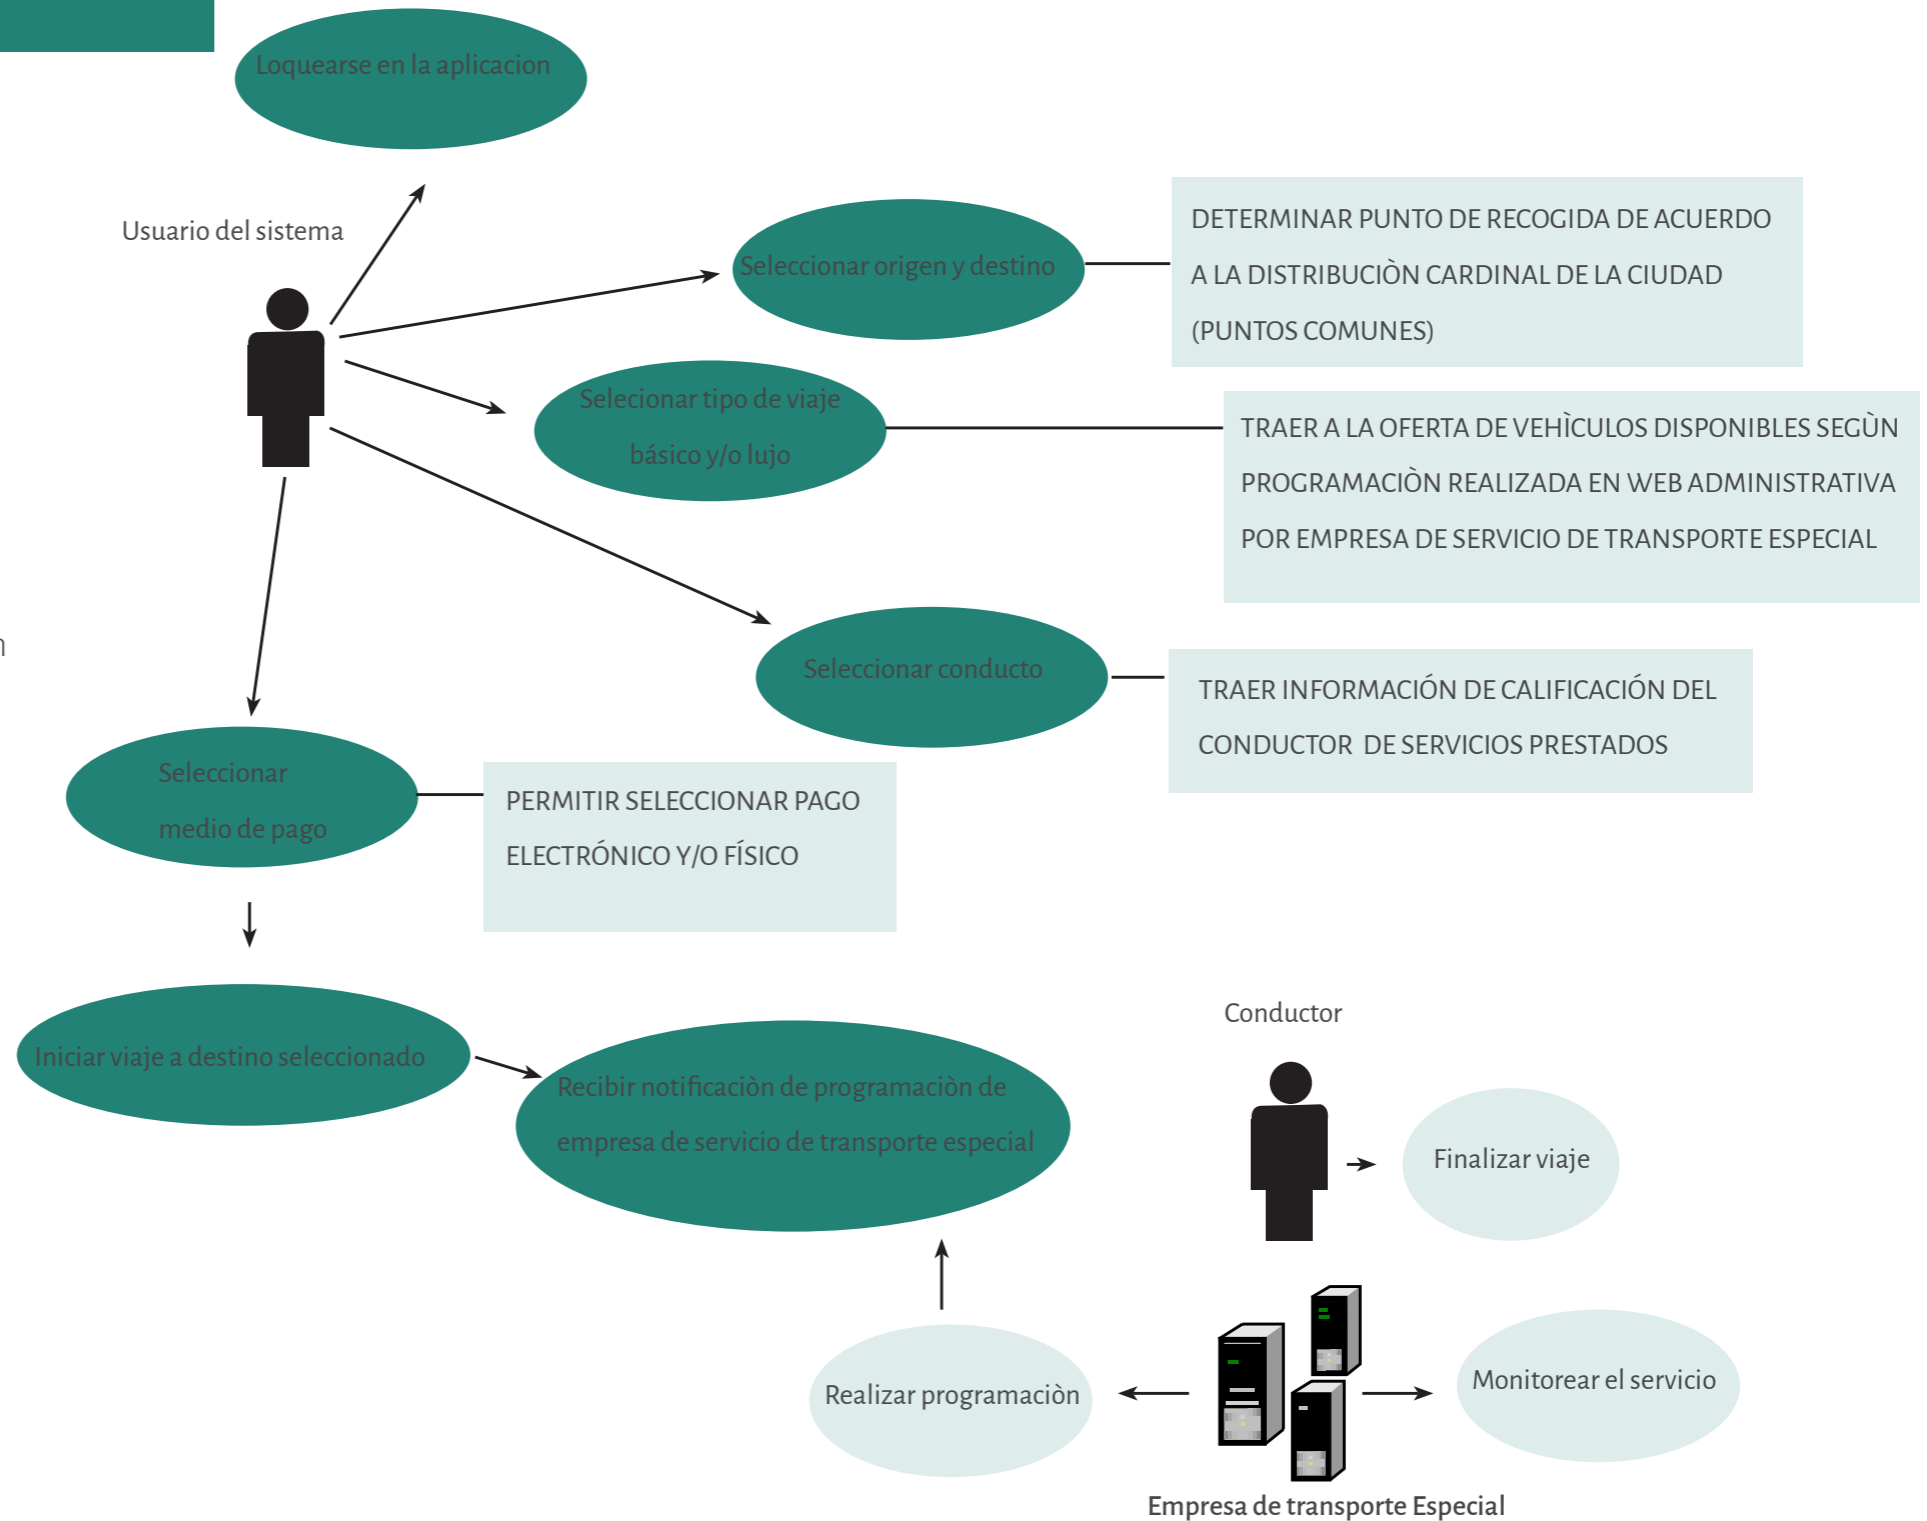 Loquearse en la aplicacion
Usuario del sistema
Seleccionar origen y destino
DETERMINAR PUNTO DE RECOGIDA DE ACUERDO
A LA DISTRIBUCIÒN CARDINAL DE LA CIUDAD
(PUNTOS COMUNES)
Selecionar tipo de viaje
básico y/o lujo
TRAER A LA OFERTA DE VEHÌCULOS DISPONIBLES SEGÙN
PROGRAMACIÒN REALIZADA EN WEB ADMINISTRATIVA
POR EMPRESA DE SERVICIO DE TRANSPORTE ESPECIAL
Seleccionar conducto
TRAER INFORMACIÓN DE CALIFICACIÓN DEL
CONDUCTOR DE SERVICIOS PRESTADOS
Seleccionar
medio de pago
PERMITIR SELECCIONAR PAGO
ELECTRÓNICO Y/O FÍSICO
Iniciar viaje a destino seleccionado
Recibir notificaciòn de programaciòn de
empresa de servicio de transporte especial
Conductor
Finalizar viaje
Realizar programaciòn
Monitorear el servicio
Empresa de transporte Especial